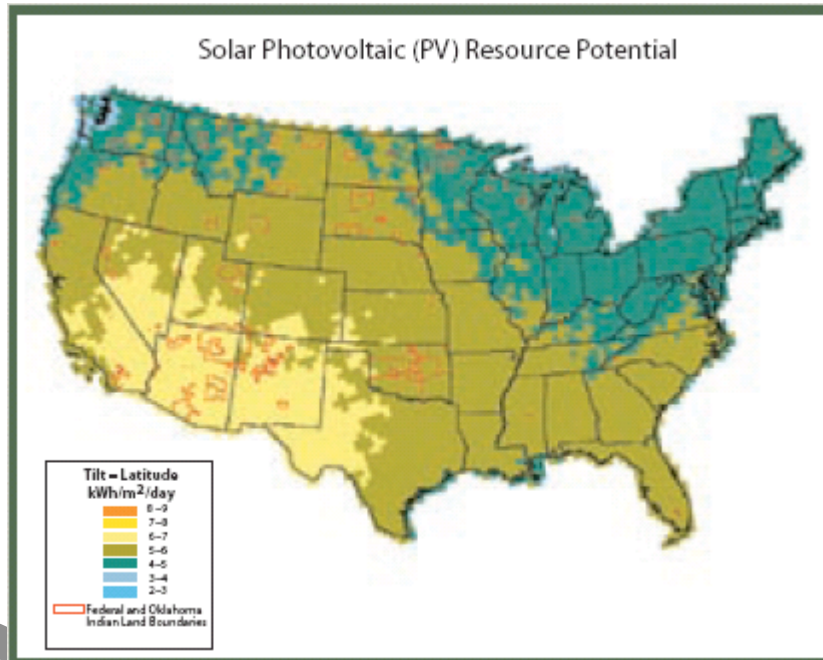 Solar Photovoltaic (PV) Resource Potential
Tilt = Latitude
kWh/m²/day
8–9
7–8
6–7
5–6
4–5
3–4
2–3
Federal and Oklahoma
Indian Land Boundaries